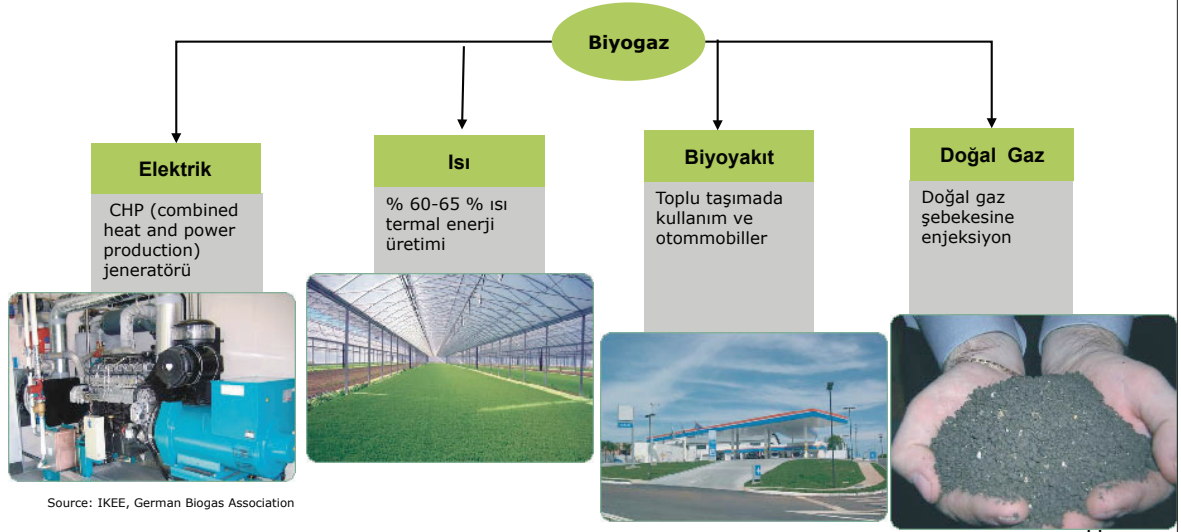 Biyogaz
Elektrik
CHP (combined
heat and power
production)
jeneratörü
Isı
% 60-65 % ısı
termal enerji
üretimi
Biyoyakıt
Toplu taşımada
kullanım ve
otommobiller
Doğal Gaz
Doğal gaz
şebekesine
enjeksiyon
Source: IKEE, German Biogas Association